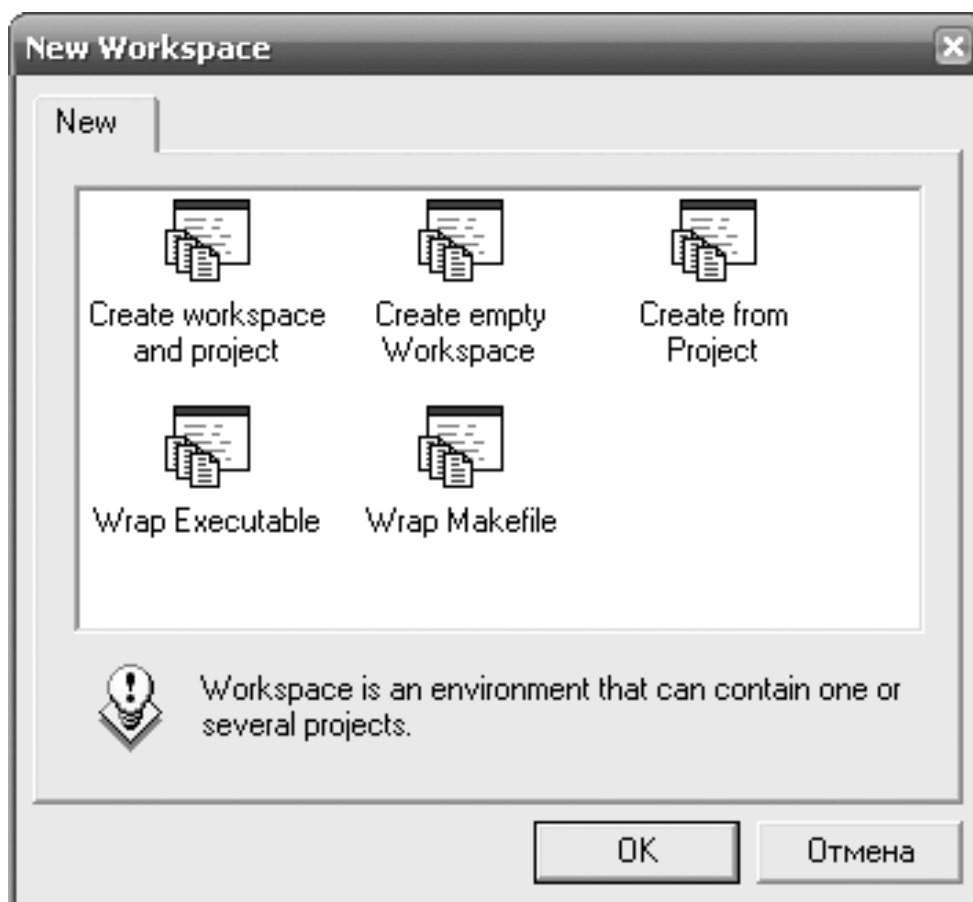 New Workspace
New
Create workspace
and project
Create empty
Workspace
Create from
Project
Wrap Executable
Wrap Makefile
Workspace is an environment that can contain one or
several projects.
OK
Отмена